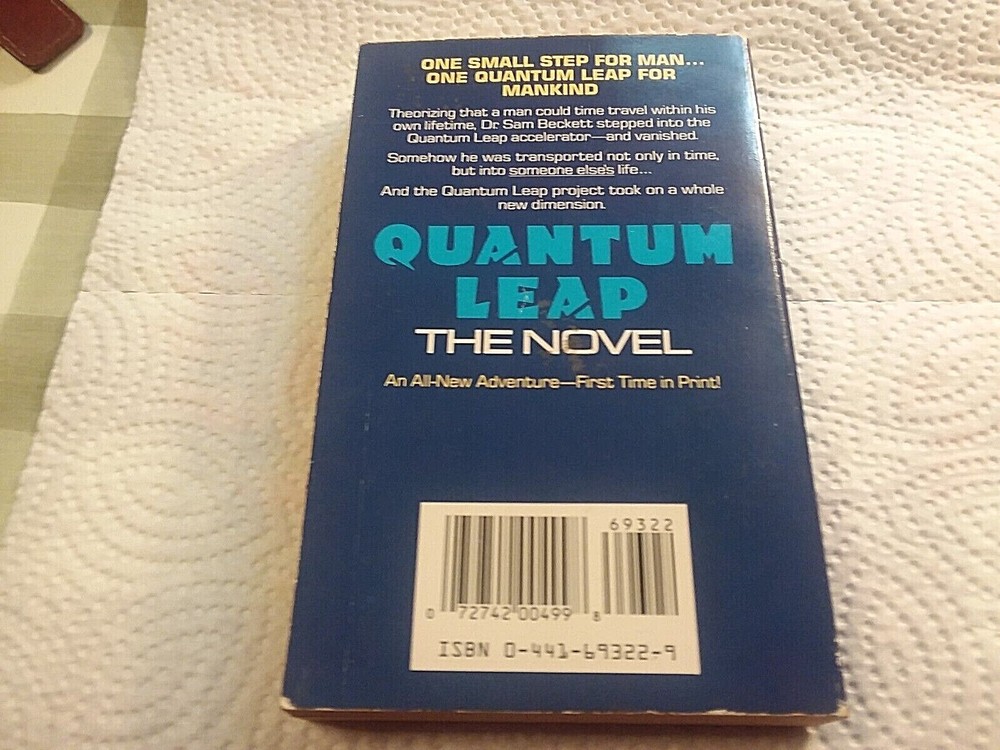 ONE SMALL STEP FOR MAN...
ONE QUANTUM LEAP FOR
MANKIND
Theorizing that a man could time travel within his
own lifetime, Dr. Sam Beckett stepped into the
Quantum Leap accelerator—and vanished.
Somehow he was transported not only in time,
but into someone else's life...
And the Quantum Leap project took on a whole
new dimension.
QUANTUM
LEAP
THE NOVEL
An All-New Adventure—First Time in Print!
69322
0 72742 00499 8
ISBN 0-441-69322-9